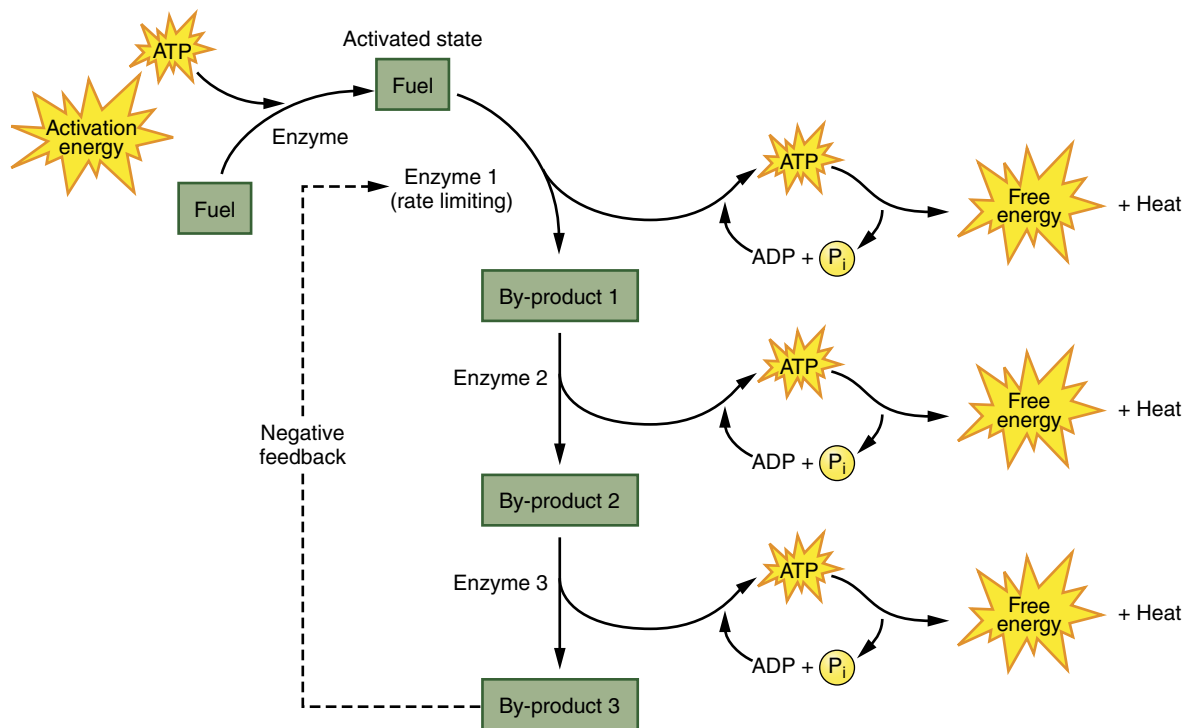 Activated state
ATP
Fuel
Activation
energy
Enzyme
Fuel
Enzyme 1
(rate limiting)
ATP
Free
energy
+ Heat
ADP + Pi
By-product 1
Enzyme 2
ATP
Free
energy
+ Heat
ADP + Pi
Negative
feedback
By-product 2
Enzyme 3
ATP
Free
energy
+ Heat
ADP + Pi
By-product 3